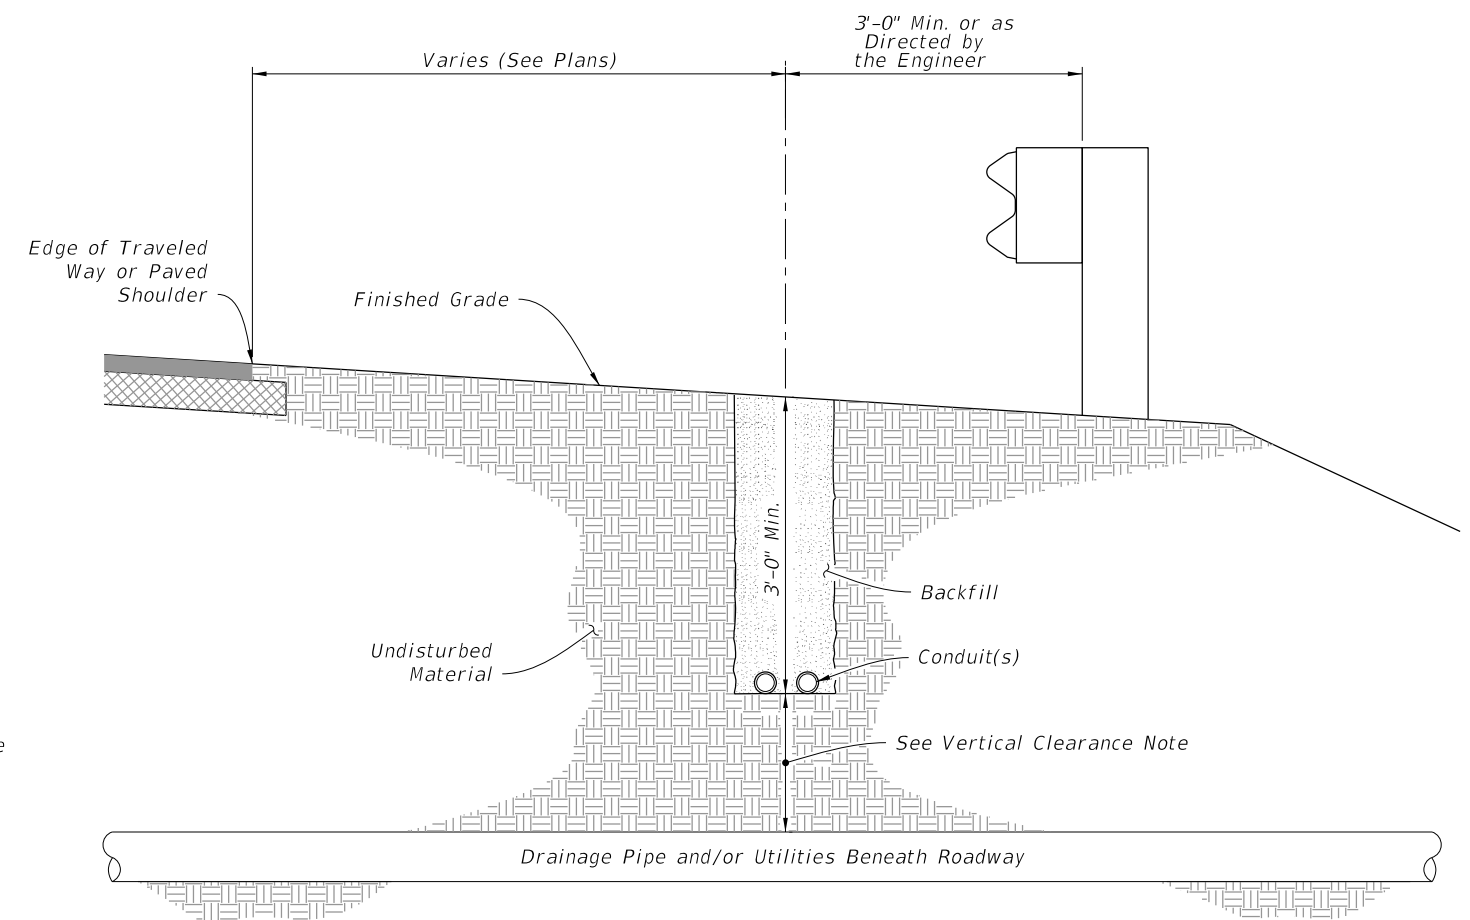 3'-0" Min. or as
Directed by
the Engineer
Varies (See Plans)
Edge of Traveled
Way or Paved
Shoulder
Finished Grade
3'-0" Min.
Backfill
Undisturbed
Material
Conduit(s)
See Vertical Clearance Note
e
Drainage Pipe and/or Utilities Beneath Roadway